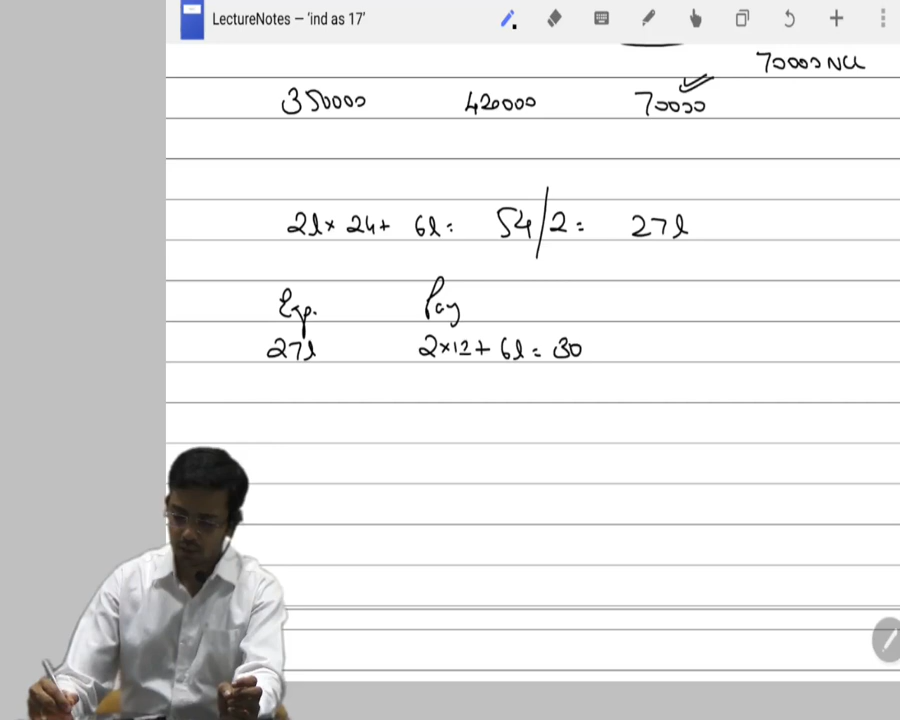 LectureNotes – 'ind as 17'
70000 NCL
350000 420000 70000
2l × 24 + 6l = 54/2 = 27l
Exp. Pay
27l 2×12 + 6l = 30